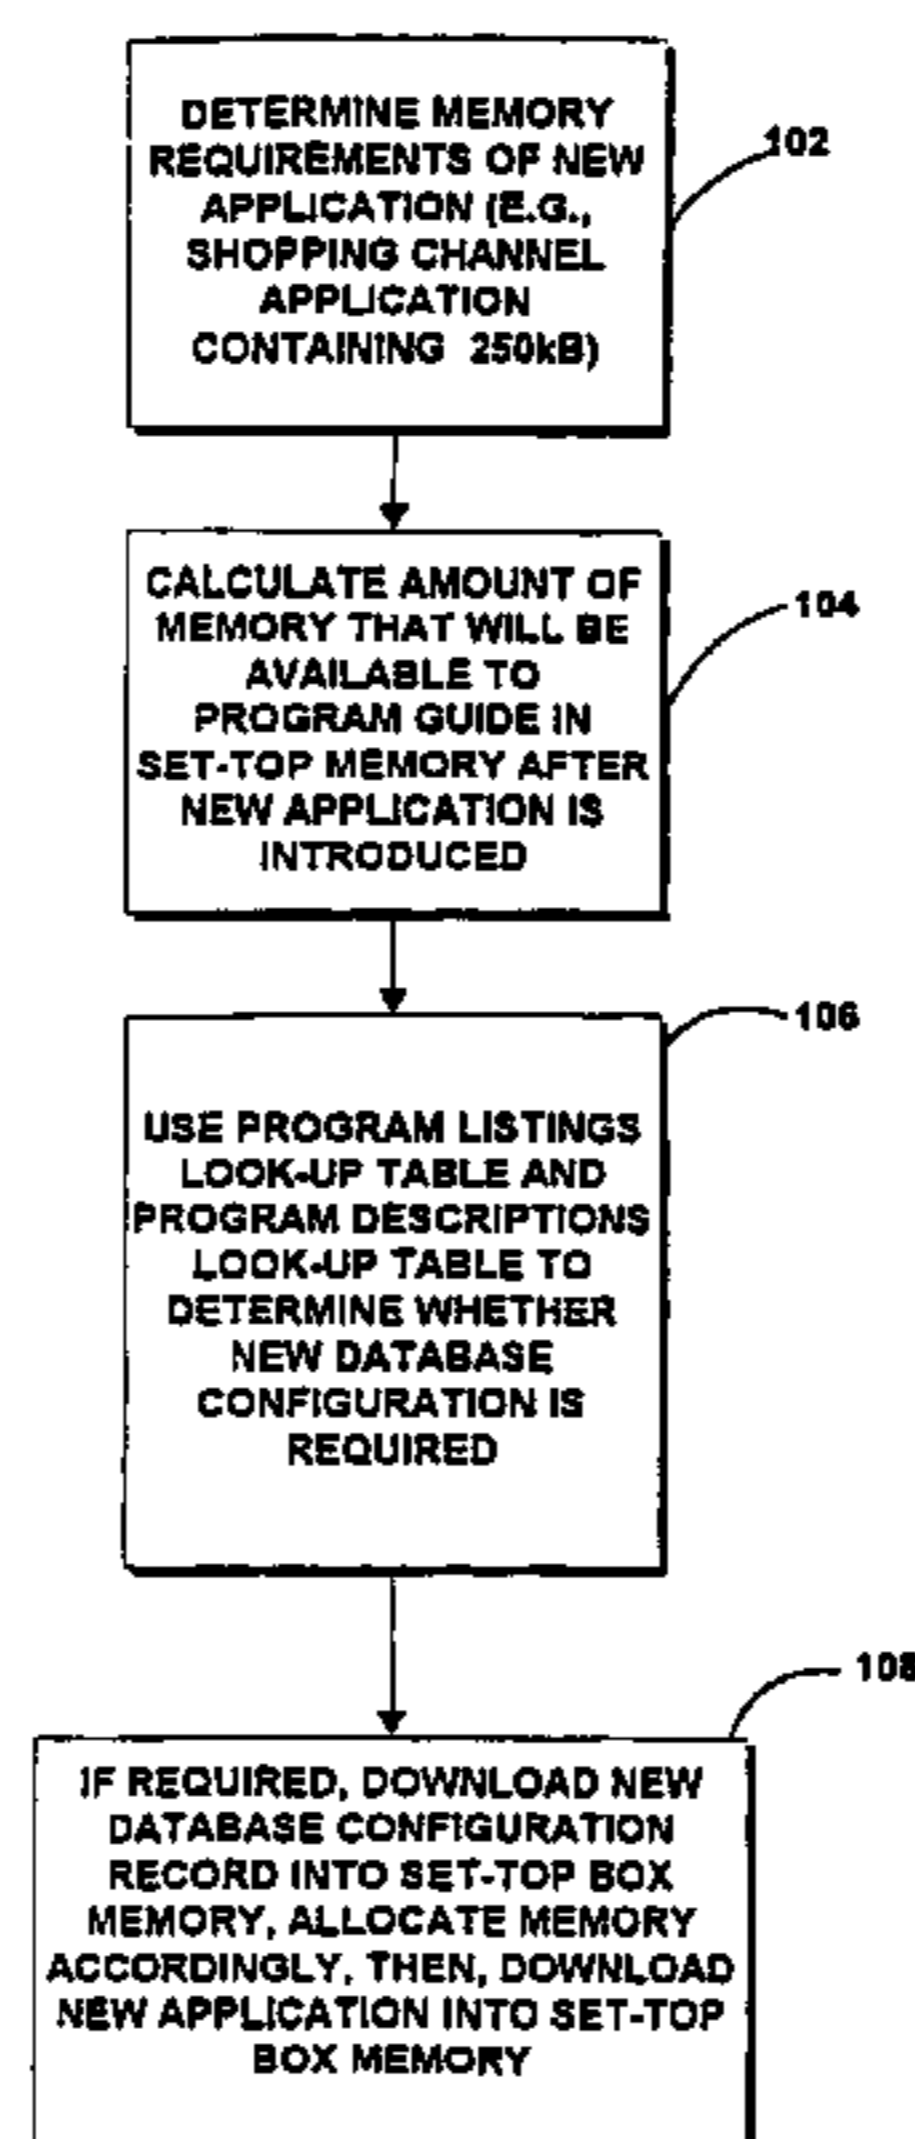 DETERMINE MEMORY
REQUIREMENTS OF NEW
APPLICATION (E.G.,
SHOPPING CHANNEL
APPLICATION
CONTAINING 250kB)
102
CALCULATE AMOUNT OF
MEMORY THAT WILL BE
AVAILABLE TO
PROGRAM GUIDE IN
SET-TOP MEMORY AFTER
NEW APPLICATION IS
INTRODUCED
104
USE PROGRAM LISTINGS
LOOK-UP TABLE AND
PROGRAM DESCRIPTIONS
LOOK-UP TABLE TO
DETERMINE WHETHER
NEW DATABASE
CONFIGURATION IS
REQUIRED
106
IF REQUIRED, DOWNLOAD NEW
DATABASE CONFIGURATION
RECORD INTO SET-TOP BOX
MEMORY, ALLOCATE MEMORY
ACCORDINGLY, THEN, DOWNLOAD
NEW APPLICATION INTO SET-TOP
BOX MEMORY
108